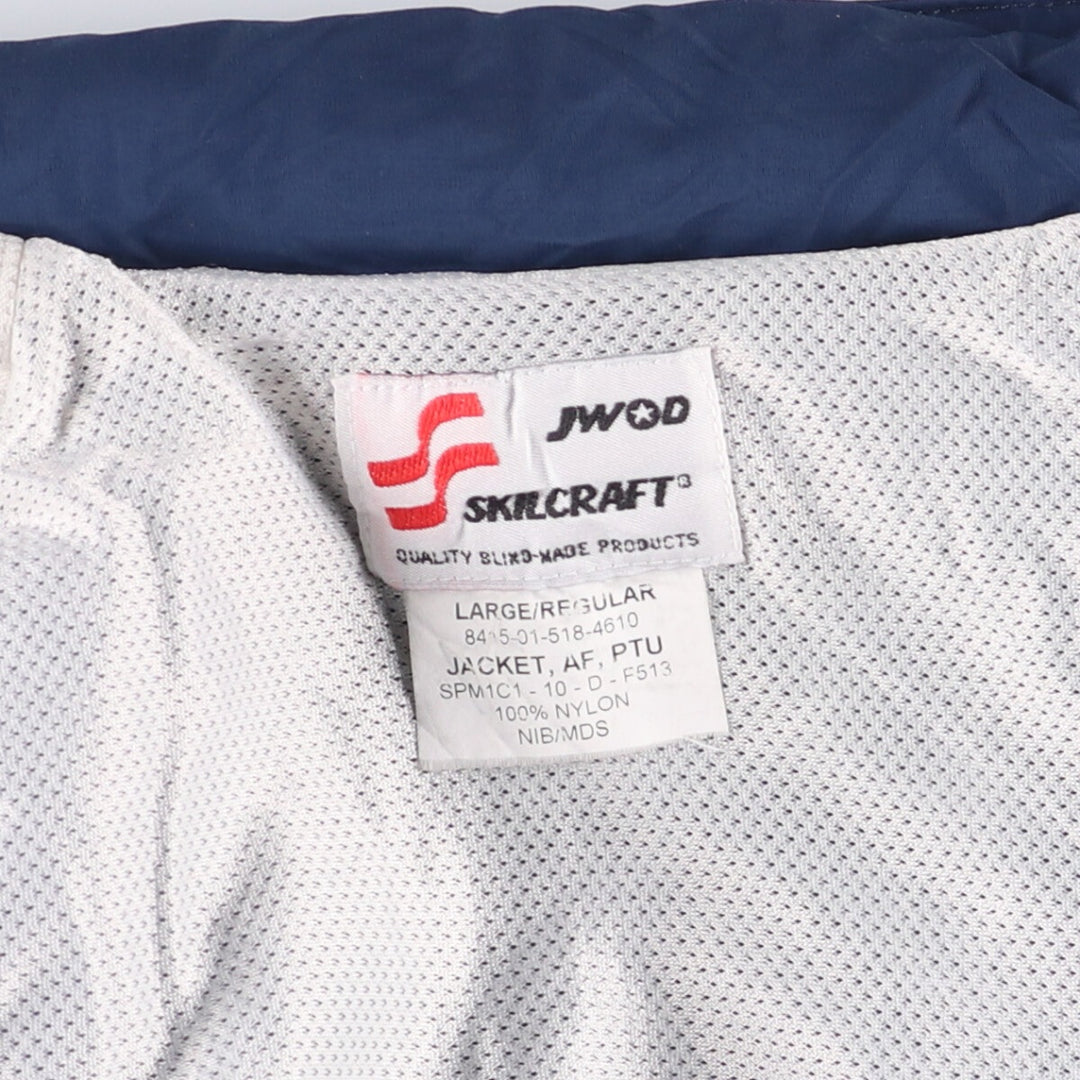 JWOD
SKILCRAFT®
QUALITY BLIND-MADE PRODUCTS
LARGE/REGULAR
8415-01-518-4610
JACKET, AF, PTU
SPM1C1 - 10 - D - F513
100% NYLON
NIB/MDS